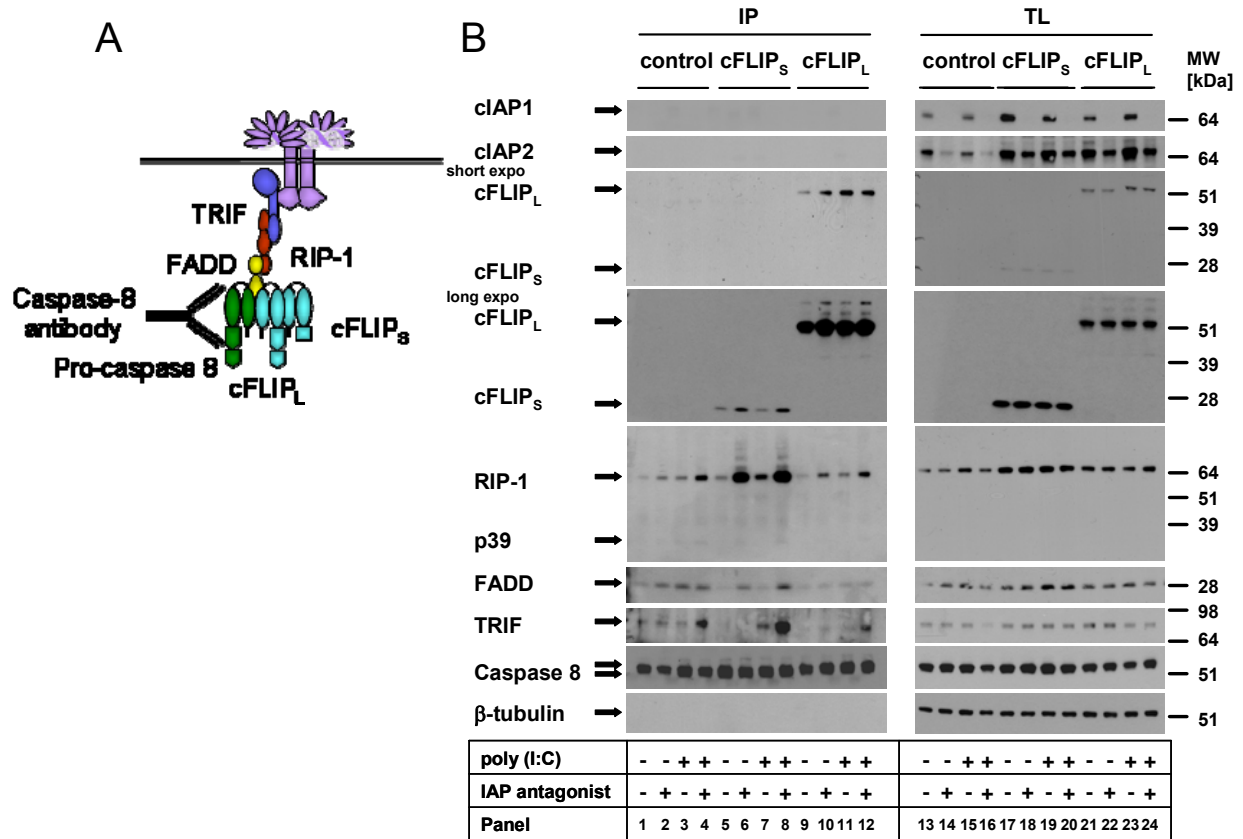 A
TRIF
FADD
RIP-1
Caspase-8
antibody
cFLIPS
Pro-caspase 8
cFLIPL
B
IP
TL
control cFLIPS cFLIPL
control cFLIPS cFLIPL
MW
[kDa]
cIAP1
64
cIAP2
64
short expo
cFLIPL
51
39
cFLIPS
28
long expo
cFLIPL
51
39
cFLIPS
28
RIP-1
64
51
39
p39
FADD
28
TRIF
98
64
Caspase 8
51
β-tubulin
51
poly (I:C) - - + + - - + + - - + + - - + + - - + + - - + +
IAP antagonist - + - + - + - + - + - + - + - + - + - + - + - +
Panel 1 2 3 4 5 6 7 8 9 10 11 12 13 14 15 16 17 18 19 20 21 22 23 24